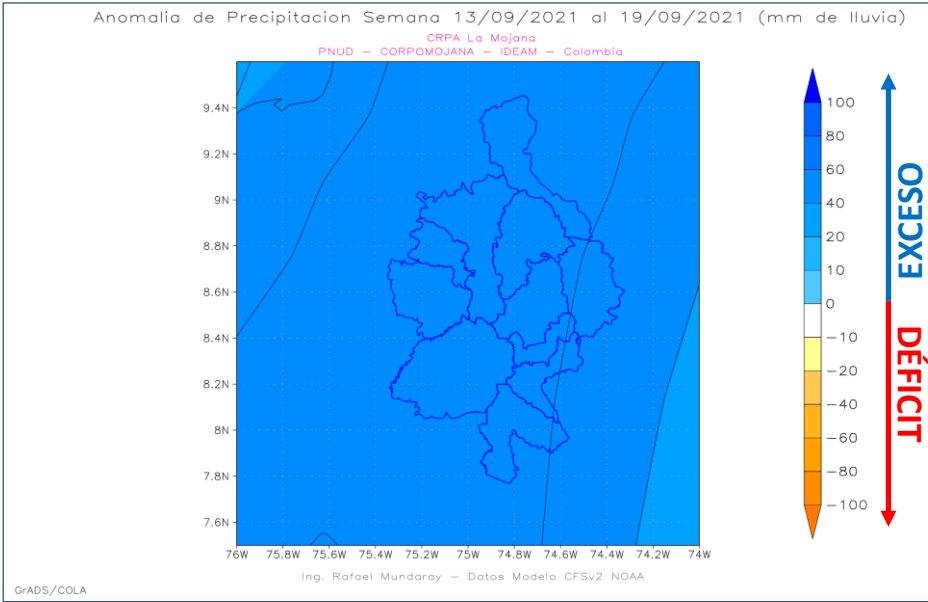 Anomalia de Precipitacion Semana 13/09/2021 al 19/09/2021 (mm de lluvia)
CRPA La Mojana
PNUD – CORPOMOJANA – IDEAM – Colombia
9.4N
9.2N
9N
8.8N
8.6N
8.4N
8.2N
8N
7.8N
7.6N
76W 75.8W 75.6W 75.4W 75.2W 75W 74.8W 74.6W 74.4W 74.2W 74W
100
80
60
40
20
10
0
−10
−20
−40
−60
−80
−100
EXCESO
DÉFICIT
Ing. Rafael Mundaray – Datos Modelo CFSv2 NOAA
GrADS/COLA